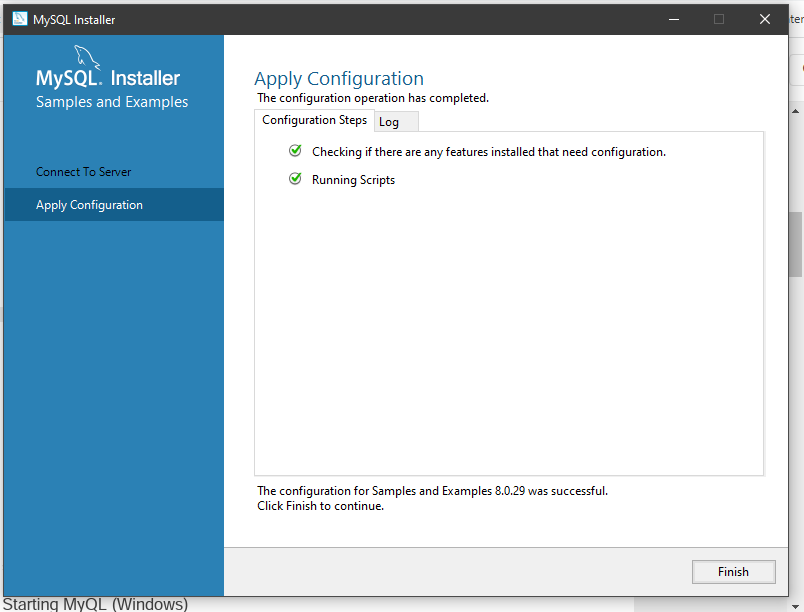 MySQL Installer
MySQL. Installer
Samples and Examples
Connect To Server
Apply Configuration
Apply Configuration
The configuration operation has completed.
Configuration Steps
Log
Checking if there are any features installed that need configuration.
Running Scripts
The configuration for Samples and Examples 8.0.29 was successful.
Click Finish to continue.
Finish
Starting MyQL (Windows)